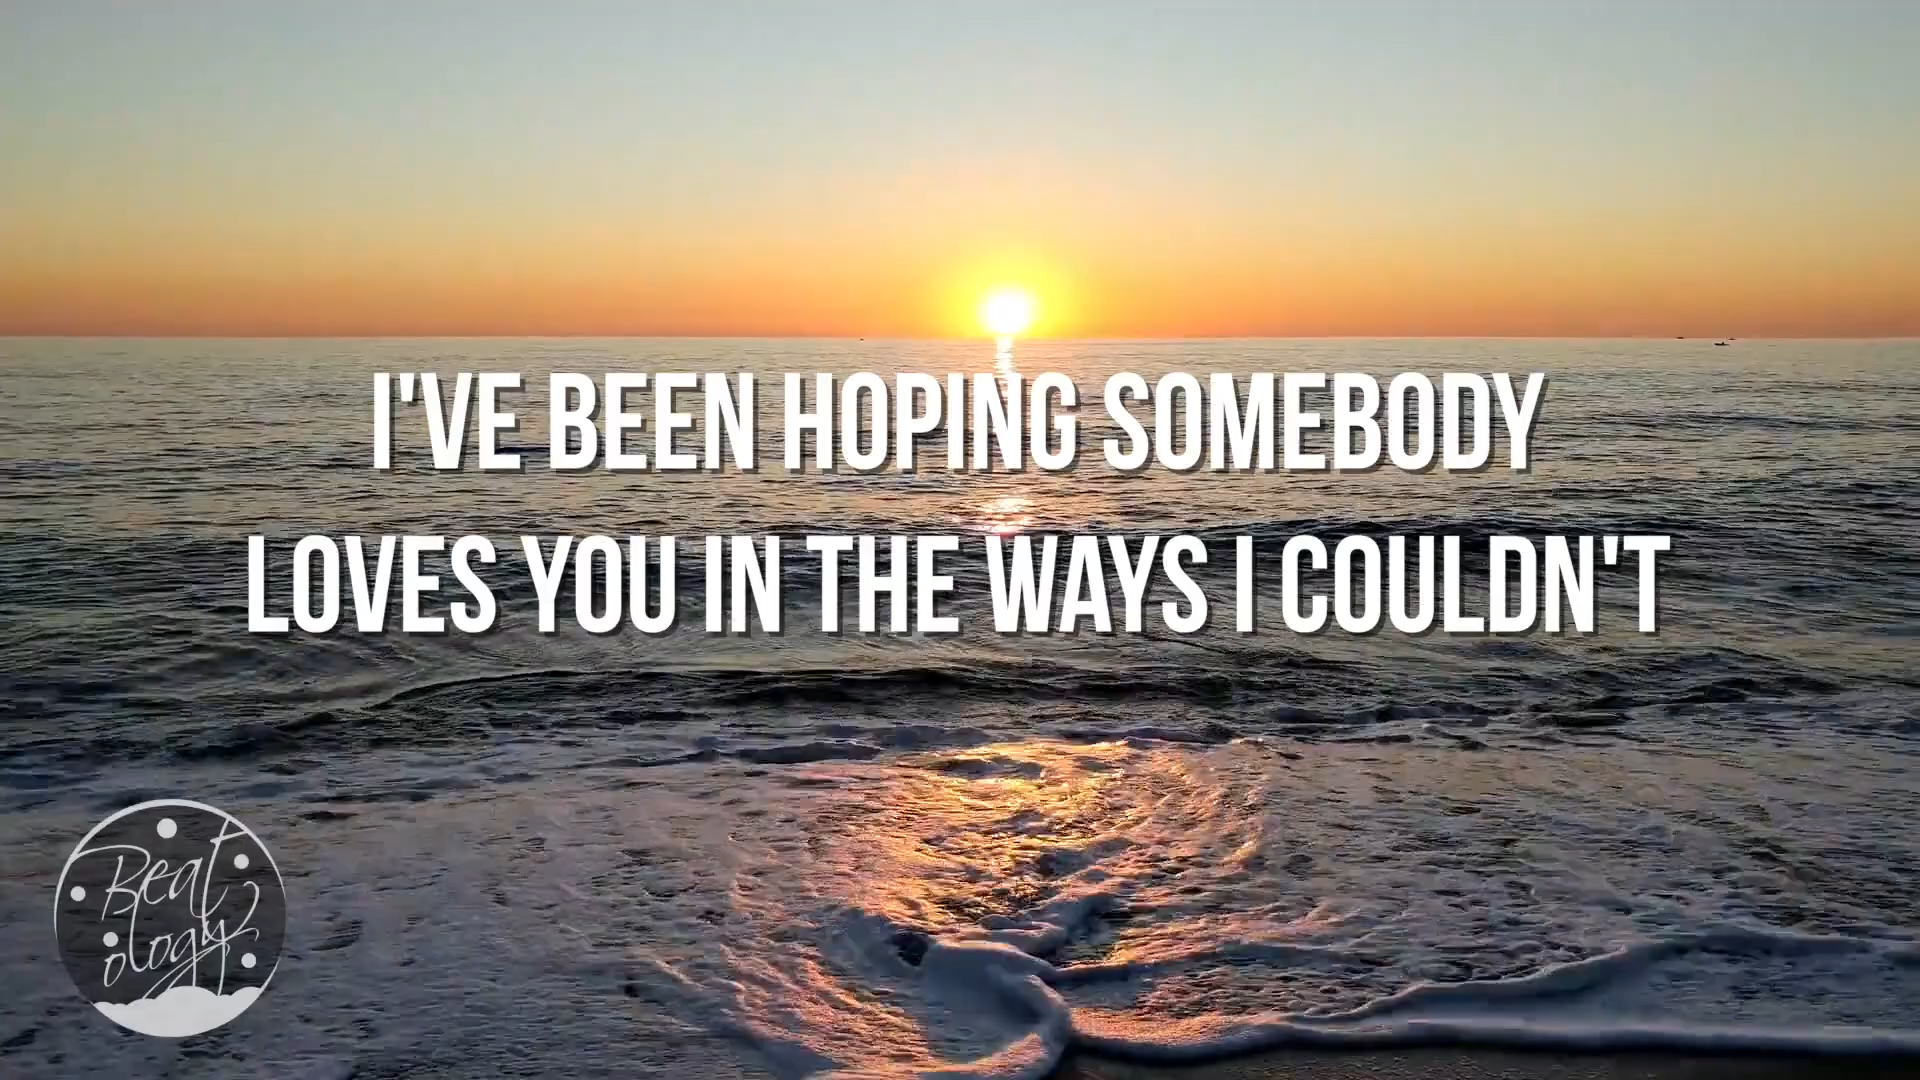 I'VE BEEN HOPING SOMEBODY
LOVES YOU IN THE WAYS I COULDN'T
Beat
ology